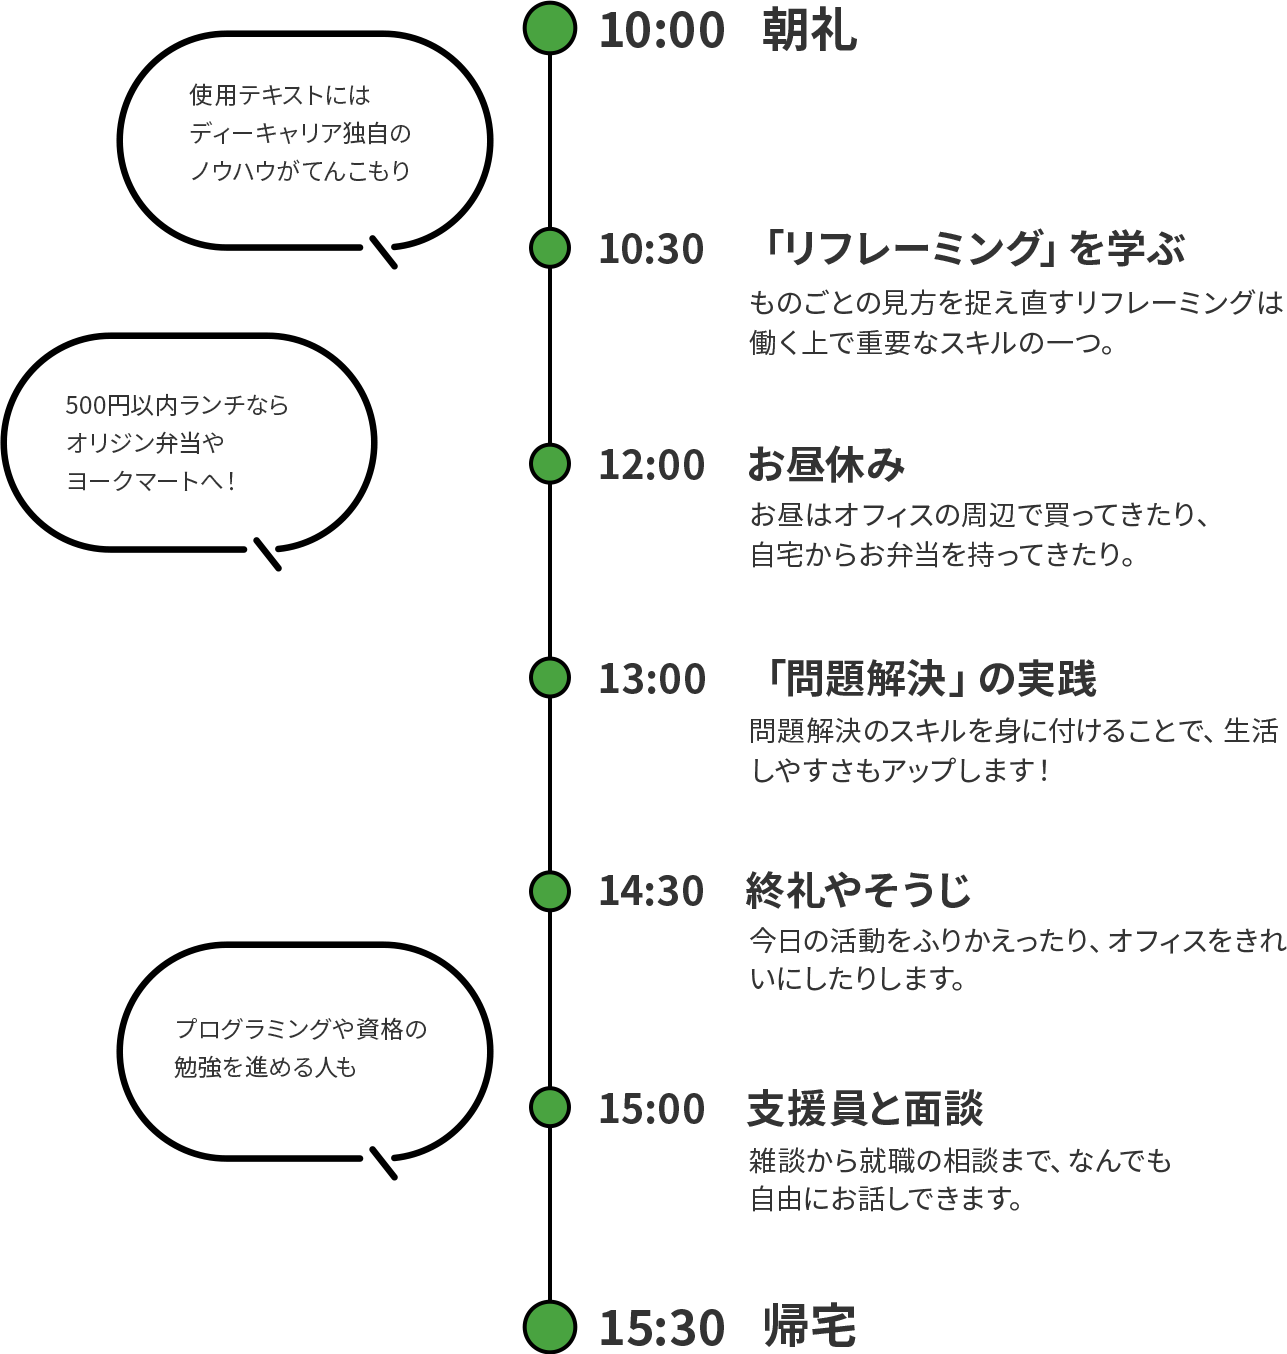 10:00 朝礼
使用テキストには
ディーキャリア独自の
ノウハウがてんこもり
10:30 「リフレーミング」を学ぶ
ものごとの見方を捉え直すリフレーミングは
働く上で重要なスキルの一つ。
500円以内ランチなら
オリジン弁当や
ヨークマートへ！
12:00 お昼休み
お昼はオフィスの周辺で買ってきたり、
自宅からお弁当を持ってきたり。
13:00 「問題解決」の実践
問題解決のスキルを身に付けることで、生活
しやすさもアップします！
14:30 終礼やそうじ
今日の活動をふりかえったり、オフィスをきれ
いにしたりします。
プログラミングや資格の
勉強を進める人も
15:00 支援員と面談
雑談から就職の相談まで、なんでも
自由にお話しできます。
15:30 帰宅